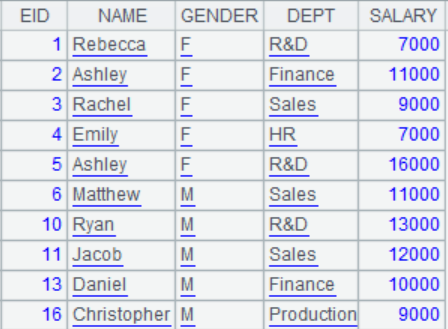 EID NAME GENDER DEPT SALARY
1 Rebecca F R&D 7000
2 Ashley F Finance 11000
3 Rachel F Sales 9000
4 Emily F HR 7000
5 Ashley F R&D 16000
6 Matthew M Sales 11000
10 Ryan M R&D 13000
11 Jacob M Sales 12000
13 Daniel M Finance 10000
16 Christopher M Production 9000